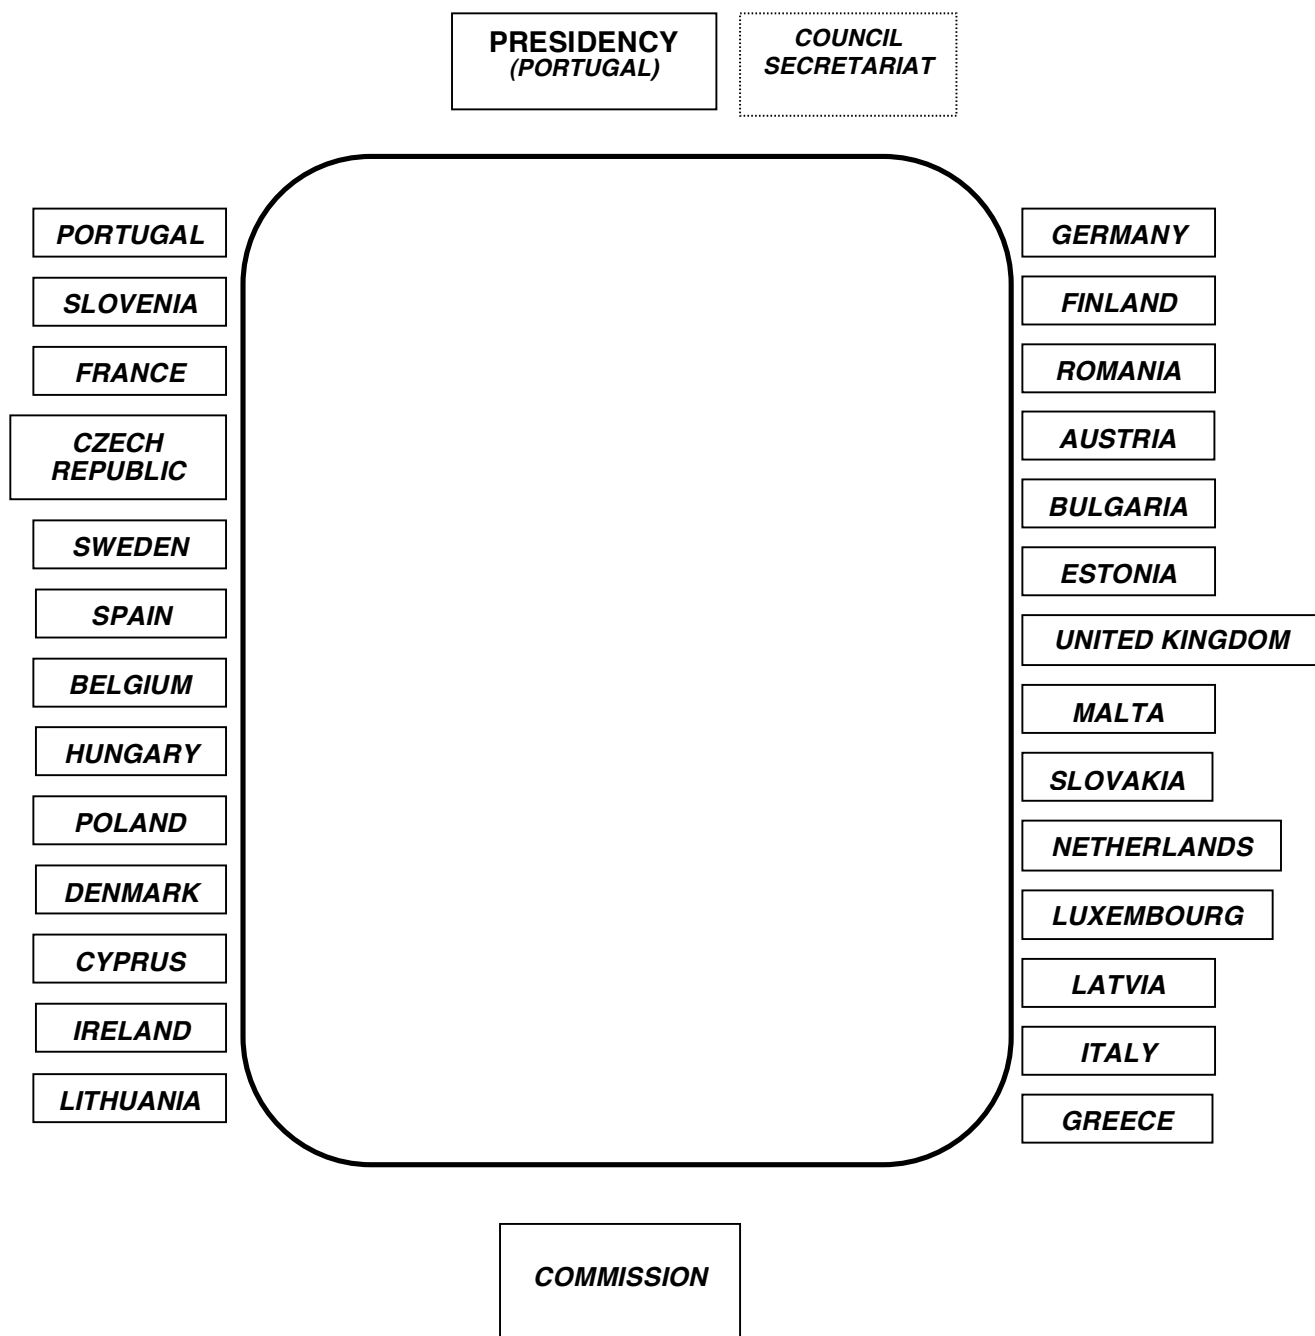 PRESIDENCY
(PORTUGAL)
COUNCIL
SECRETARIAT
PORTUGAL
SLOVENIA
FRANCE
CZECH
REPUBLIC
SWEDEN
SPAIN
BELGIUM
HUNGARY
POLAND
DENMARK
CYPRUS
IRELAND
LITHUANIA
GERMANY
FINLAND
ROMANIA
AUSTRIA
BULGARIA
ESTONIA
UNITED KINGDOM
MALTA
SLOVAKIA
NETHERLANDS
LUXEMBOURG
LATVIA
ITALY
GREECE
COMMISSION